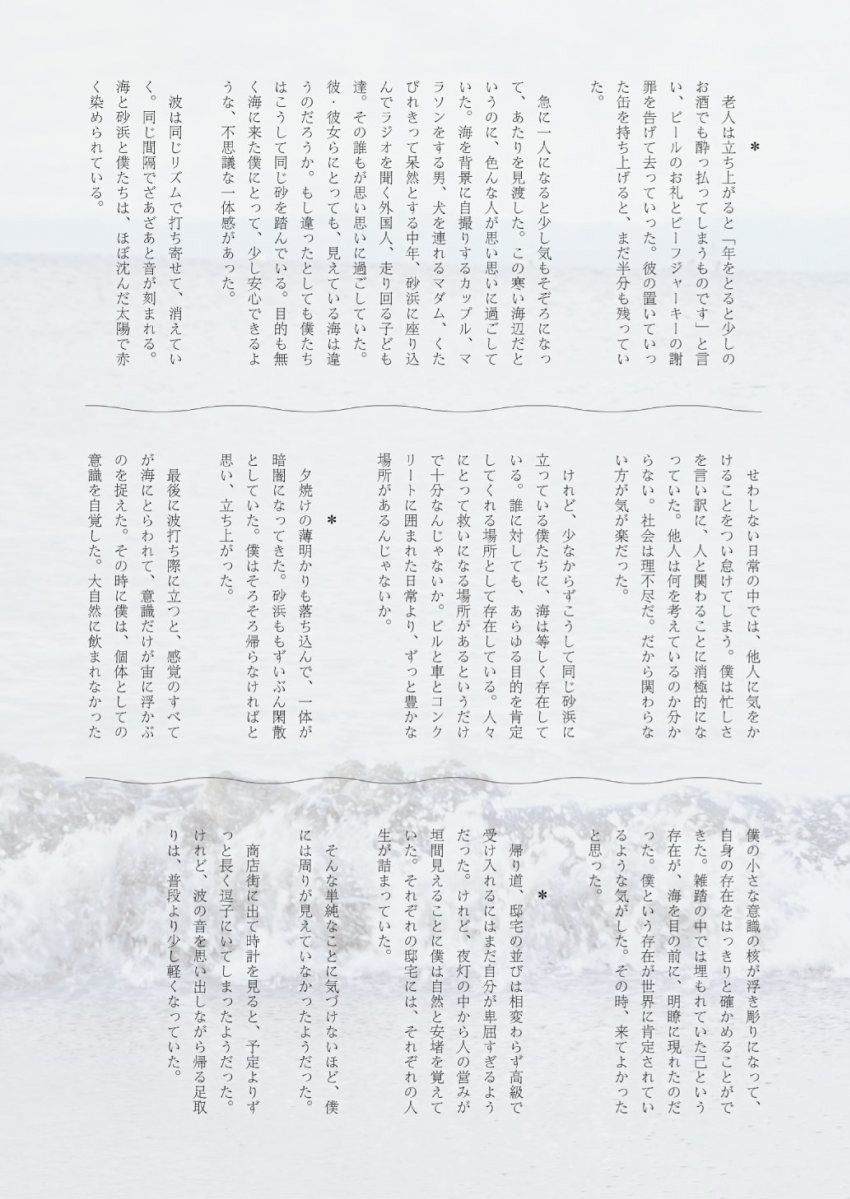 ＊
老人は立ち上がると「年をとると少しの
お酒でも酔っ払ってしまうものです」と言
い、ビールのお礼とビーフジャーキーの謝
罪を告げて去っていった。彼の置いていっ
た缶を持ち上げると、まだ半分も残ってい
た。
急に一人になると少し気もそぞろになっ
て、あたりを見渡した。この寒い海辺だと
いうのに、色んな人が思い思いに過ごして
いた。海を背景に自撮りするカップル、マ
ラソンをする男、犬を連れるマダム、くた
びれきって呆然とする中年、砂浜に座り込
んでラジオを聞く外国人、走り回る子ども
達。その誰もが思い思いに過ごしていた。
彼・彼女らにとっても、見えている海は違
うのだろうか。もし違ったとしても僕たち
はこうして同じ砂を踏んでいる。目的も無
く海に来た僕にとって、少し安心できるよ
うな、不思議な一体感があった。
波は同じリズムで打ち寄せて、消えてい
く。同じ間隔でざあざあと音が刻まれる。
海と砂浜と僕たちは、ほぼ沈んだ太陽で赤
く染められている。
せわしない日常の中では、他人に気をか
けることをつい怠けてしまう。僕は忙しさ
を言い訳に、人と関わることに消極的にな
っていた。他人は何を考えているのか分か
らない。社会は理不尽だ。だから関わらな
い方が気が楽だった。
けれど、少なからずこうして同じ砂浜に
立っている僕たちに、海は等しく存在して
いる。誰に対しても、あらゆる目的を肯定
してくれる場所として存在している。人々
にとって救いになる場所があるというだけ
で十分なんじゃないか。ビルと車とコンク
リートに囲まれた日常より、ずっと豊かな
場所があるんじゃないか。
＊
夕焼けの薄明かりも落ち込んで、一体が
暗闇になってきた。砂浜ももずいぶん閑散
としていた。僕はそろそろ帰らなければと
思い、立ち上がった。
最後に波打ち際に立つと、感覚のすべて
が海にとらわれて、意識だけが宙に浮かぶ
のを捉えた。その時に僕は、個体としての
意識を自覚した。大自然に飲まれなかった
僕の小さな意識の核が浮き彫りになって、
自身の存在をはっきりと確かめることがで
きた。雑踏の中では埋もれていた己という
存在が、海を目の前に、明瞭に現れたのだ
った。僕という存在が世界に肯定されてい
るような気がした。その時、来てよかった
と思った。
＊
帰り道、邸宅の並びは相変わらず高級で
受け入れるにはまだ自分が卑屈すぎるよう
だった。けれど、夜灯の中から人の営みが
垣間見えることに僕は自然と安堵を覚えて
いた。それぞれの邸宅には、それぞれの人
生が詰まっていた。
そんな単純なことに気づけないほど、僕
には周りが見えていなかったようだった。
商店街に出て時計を見ると、予定よりず
っと長く逗子にいてしまったようだった。
けれど、波の音を思い出しながら帰る足取
りは、普段より少し軽くなっていた。